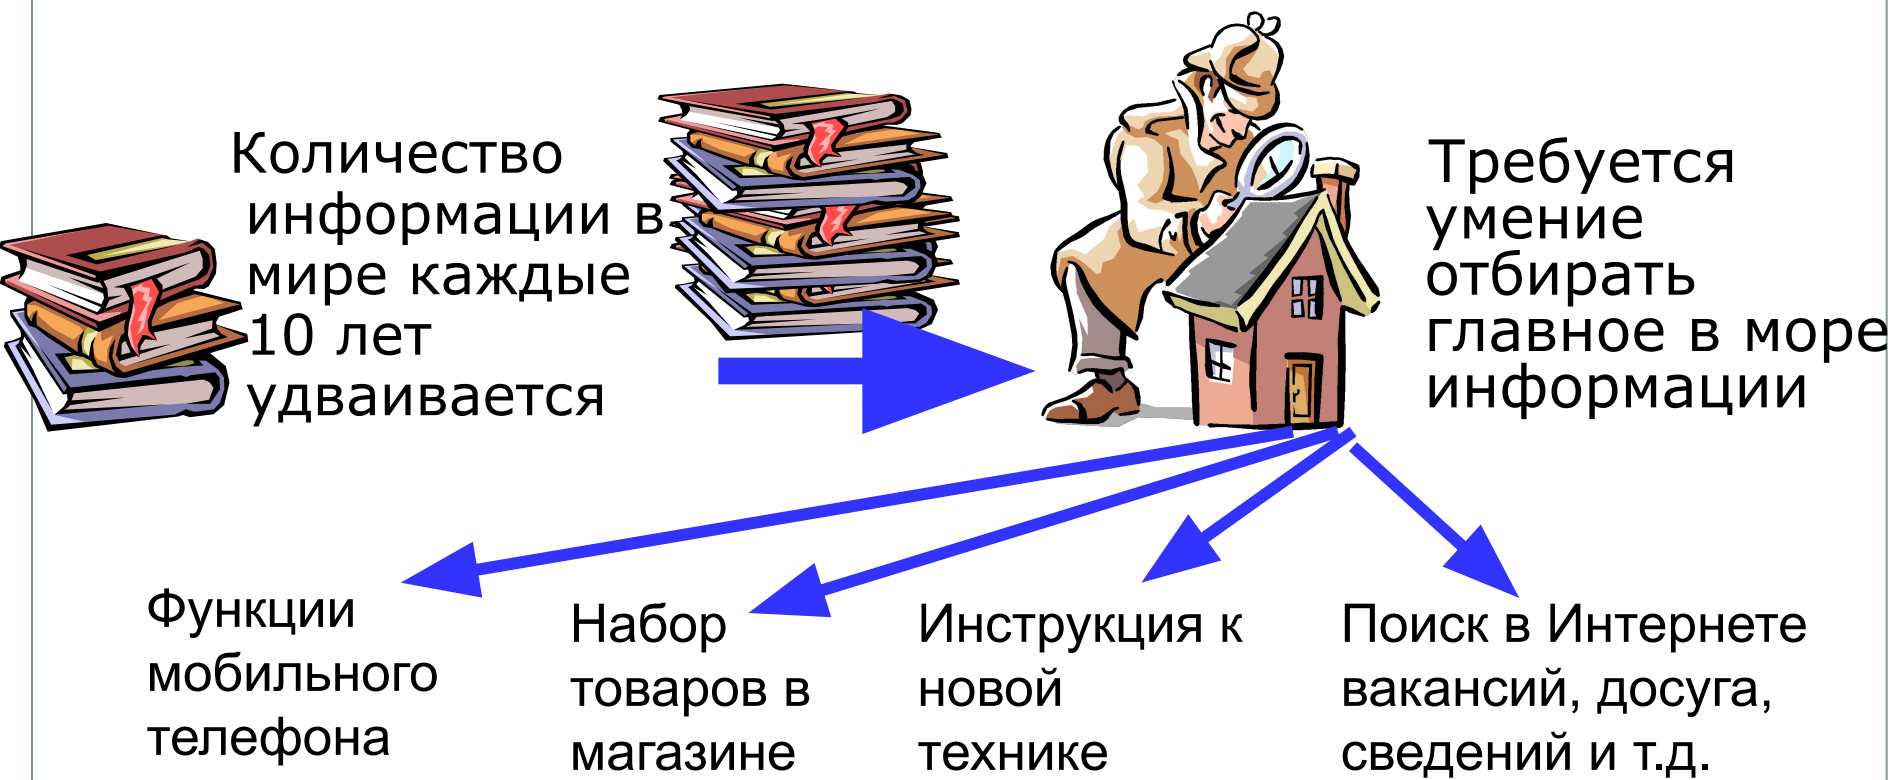 Количество
информации в
мире каждые
10 лет
удваивается
Требуется
умение
отбирать
главное в море
информации
Функции
мобильного
телефона
Набор
товаров в
магазине
Инструкция к
новой
технике
Поиск в Интернете
вакансий, досуга,
сведений и т.д.